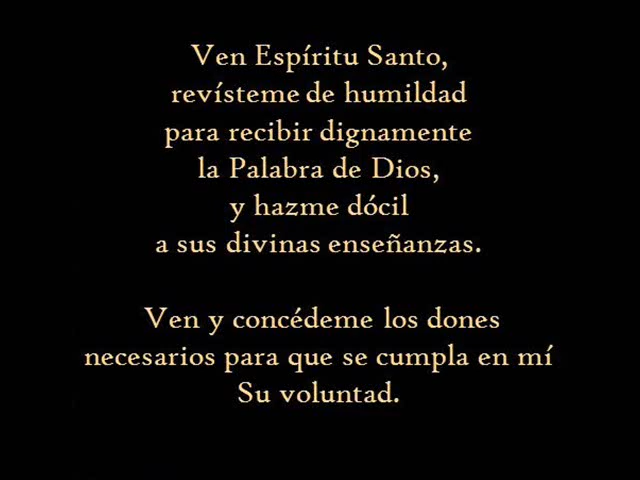 Ven Espíritu Santo,
revísteme de humildad
para recibir dignamente
la Palabra de Dios,
y hazme dócil
a sus divinas enseñanzas.
Ven y concédeme los dones
necesarios para que se cumpla en mí
Su voluntad.